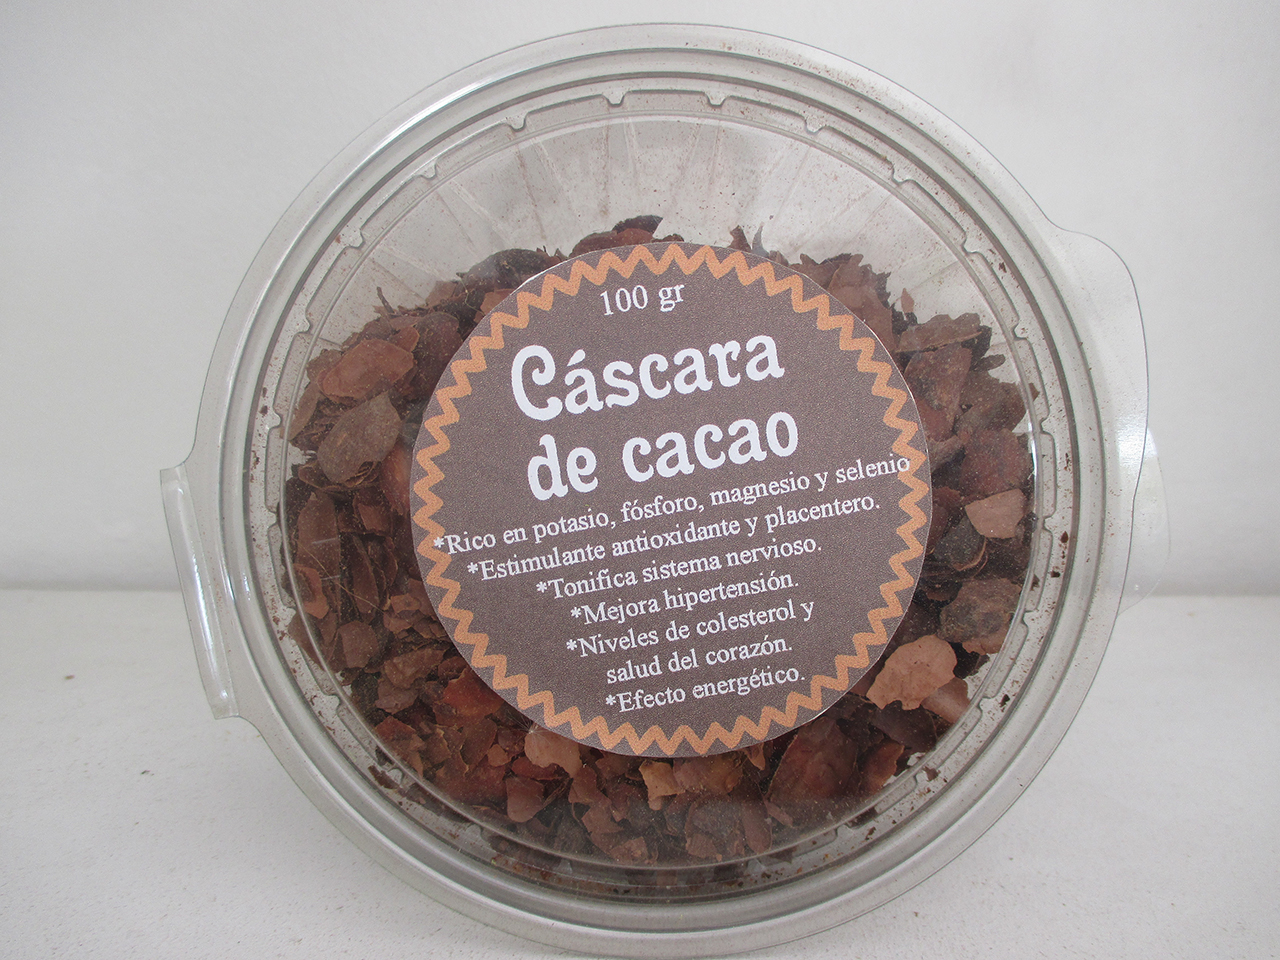 100 gr
Cáscara
de cacao
*Rico en potasio, fósforo, magnesio y selenio
*Estimulante antioxidante y placentero.
*Tonifica sistema nervioso.
*Mejora hipertensión.
*Niveles de colesterol y
salud del corazón.
*Efecto energético.